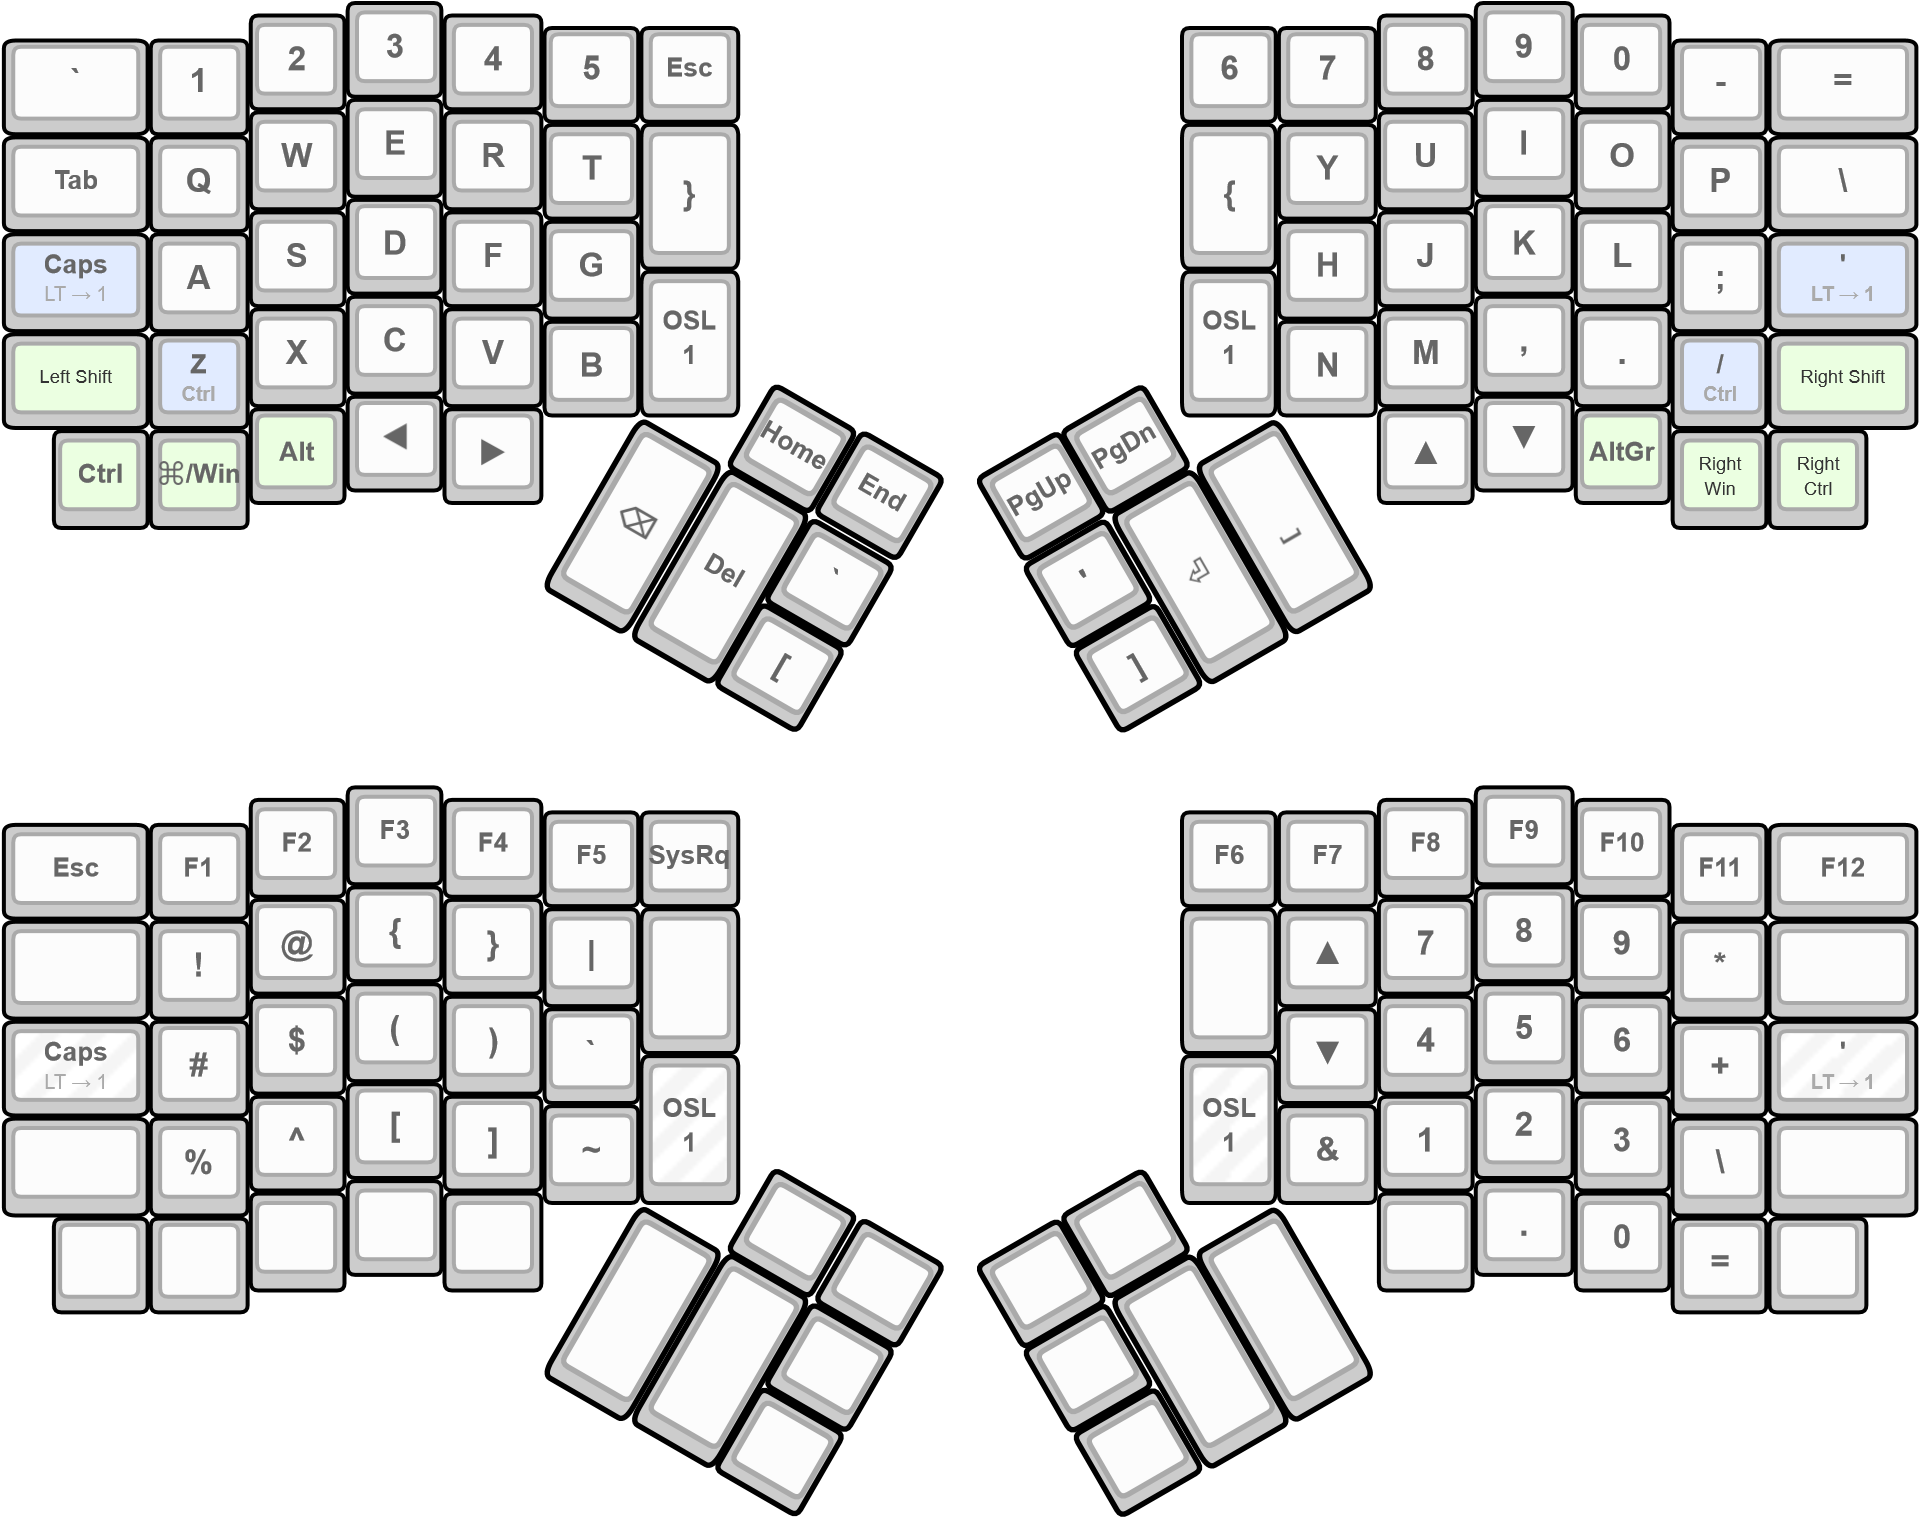 ` 1 2 3 4 5 Esc
Tab Q W E R T }
Caps A S D F G
LT → 1
OSL
1
Left Shift Z X C V B
Ctrl
Ctrl ⌘/Win Alt ◀ ▶
Home End
⌫ Del `
[
6 7 8 9 0 - =
{ Y U I O P \
H J K L ; '
LT → 1
OSL
1
N M , . / Right Shift
Ctrl
▲ ▼ AltGr Right Right
Win Ctrl
PgUp PgDn
'
]
Esc F1 F2 F3 F4 F5 SysRq
! @ { } |
Caps # $ ( ) `
LT → 1
OSL
1
% ^ [ ] ~
F6 F7 F8 F9 F10 F11 F12
▲ 7 8 9 *
▼ 4 5 6 + '
LT → 1
OSL
1
& 1 2 3 \
. 0 =